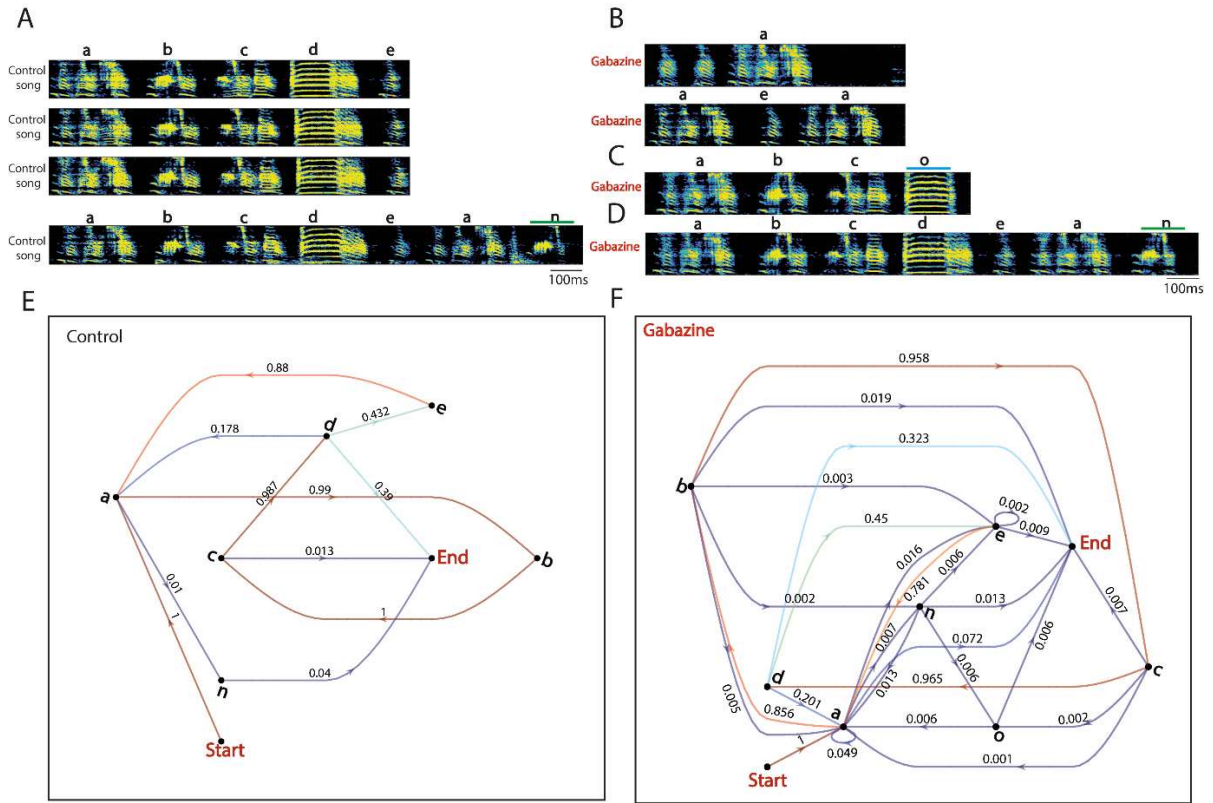 A
a b c d e
Control
song
Control
song
Control
song
a b c d e a n
Control
song
100ms
B
a
Gabazine
a e a
Gabazine
C
a b c o
Gabazine
D
a b c d e a n
Gabazine
100ms
E
Control
0.88
e
d
0.432
0.178
a
0.99
0.987
0.39
c
0.013
End
b
0.01
1
1
n
0.04
Start
F
Gabazine
0.958
0.019
0.323
b
0.003
0.002
e
0.009
0.45
End
0.016
0.006
0.781
0.002
n
0.013
0.007
0.007
0.072
0.006
c
d
0.013
0.006
0.965
0.005
0.201
0.856
a
0.006
o
0.002
1
0.049
0.001
Start